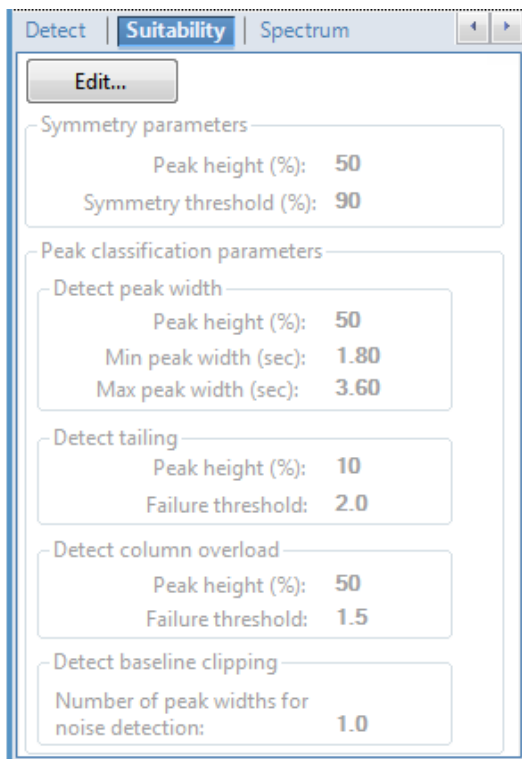 Detect | Suitability | Spectrum
Edit...
Symmetry parameters
Peak height (%): 50
Symmetry threshold (%): 90
Peak classification parameters
Detect peak width
Peak height (%): 50
Min peak width (sec): 1.80
Max peak width (sec): 3.60
Detect tailing
Peak height (%): 10
Failure threshold: 2.0
Detect column overload
Peak height (%): 50
Failure threshold: 1.5
Detect baseline clipping
Number of peak widths for
noise detection: 1.0